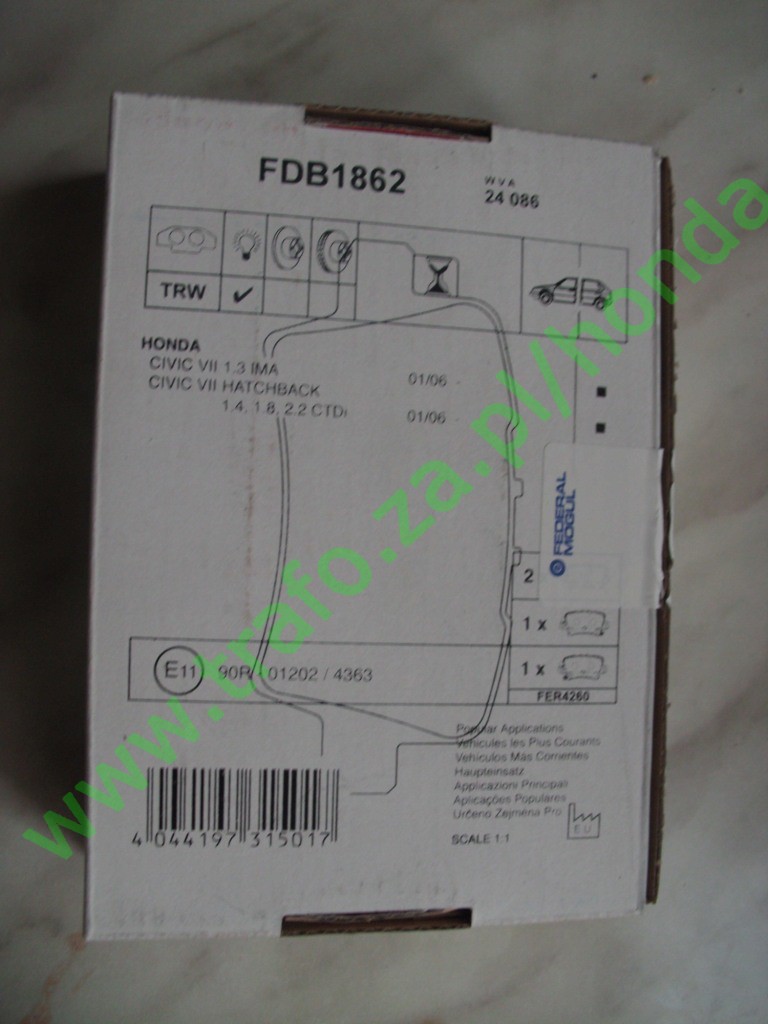 FDB1862
WVA
24 086
TRW
HONDA
CIVIC VII 1.3 IMA 01/06 -
CIVIC VII HATCHBACK
1.4, 1.8, 2.2 CTDi 01/06 -
FEDERAL
MOGUL
2
1 x
1 x
FER4260
E11 90R - 01202 / 4363
Popular Applications
Véhicules les Plus Courants
Vehículos Más Corrientes
Haupteinsatz
Applicazioni Principali
Aplicações Populares
Určeno Zejména Pro
EU
SCALE 1:1
4 044197 315017
www.trafo.za.pl/honda